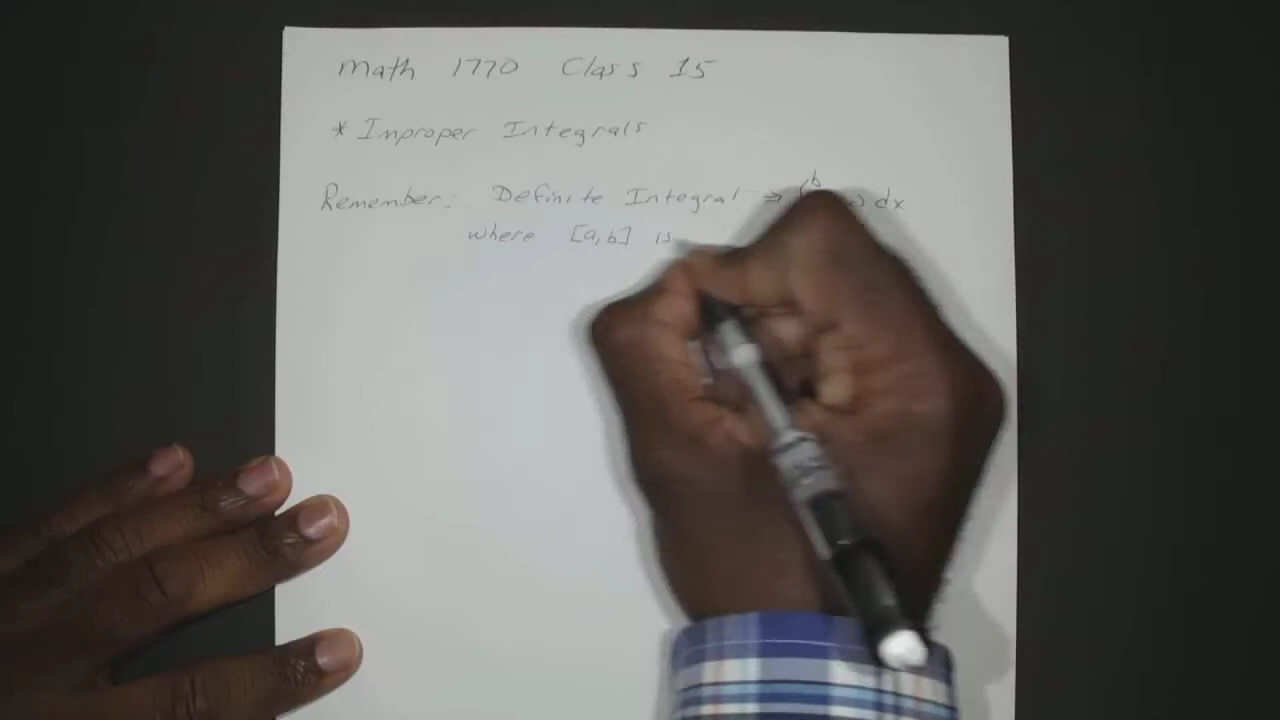 Math 1770 Class 15
* Improper Integrals
Remember: Definite Integral ⇒ ∫ᵇ dx
where [a,b] is